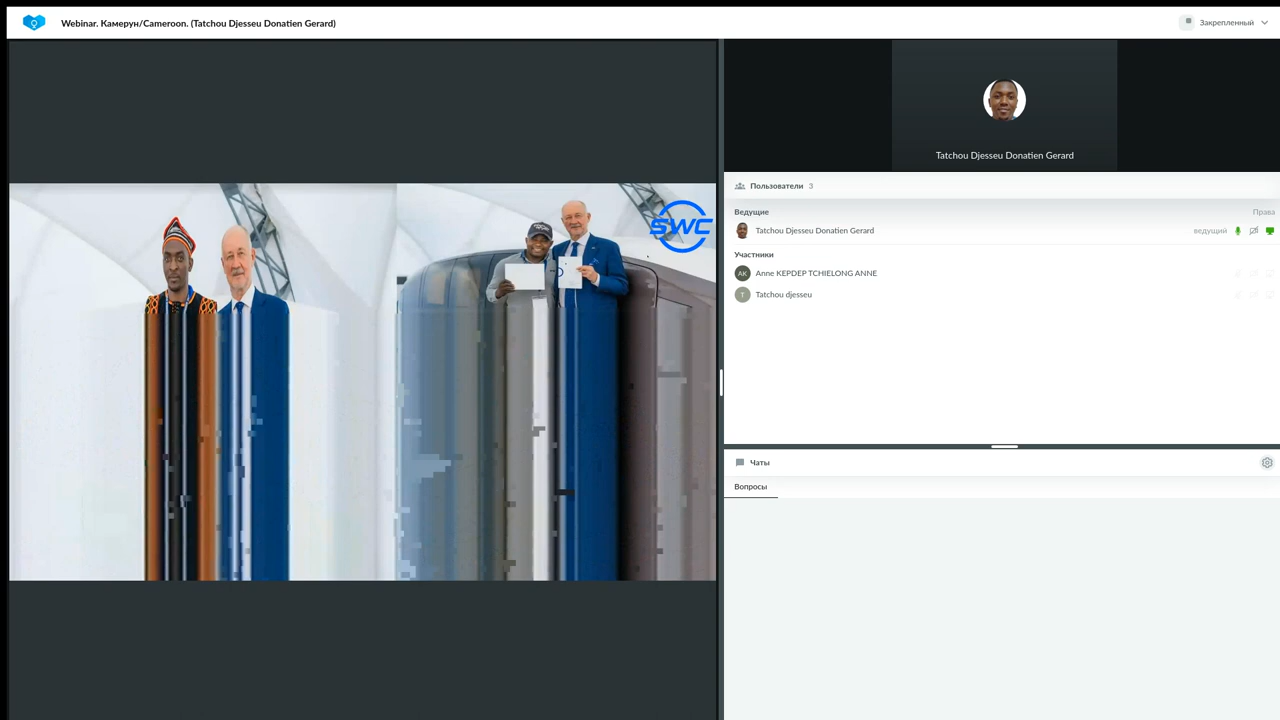 Webinar. Камерун/Cameroon. (Tatchou Djesseu Donatien Gerard)
Закрепленный
SWC
Tatchou Djesseu Donatien Gerard
Пользователи 3
Ведущие Права
Tatchou Djesseu Donatien Gerard ведущий
Участники
AK Anne KEPDEP TCHIELONG ANNE
T Tatchou djesseu
Чаты
Вопросы